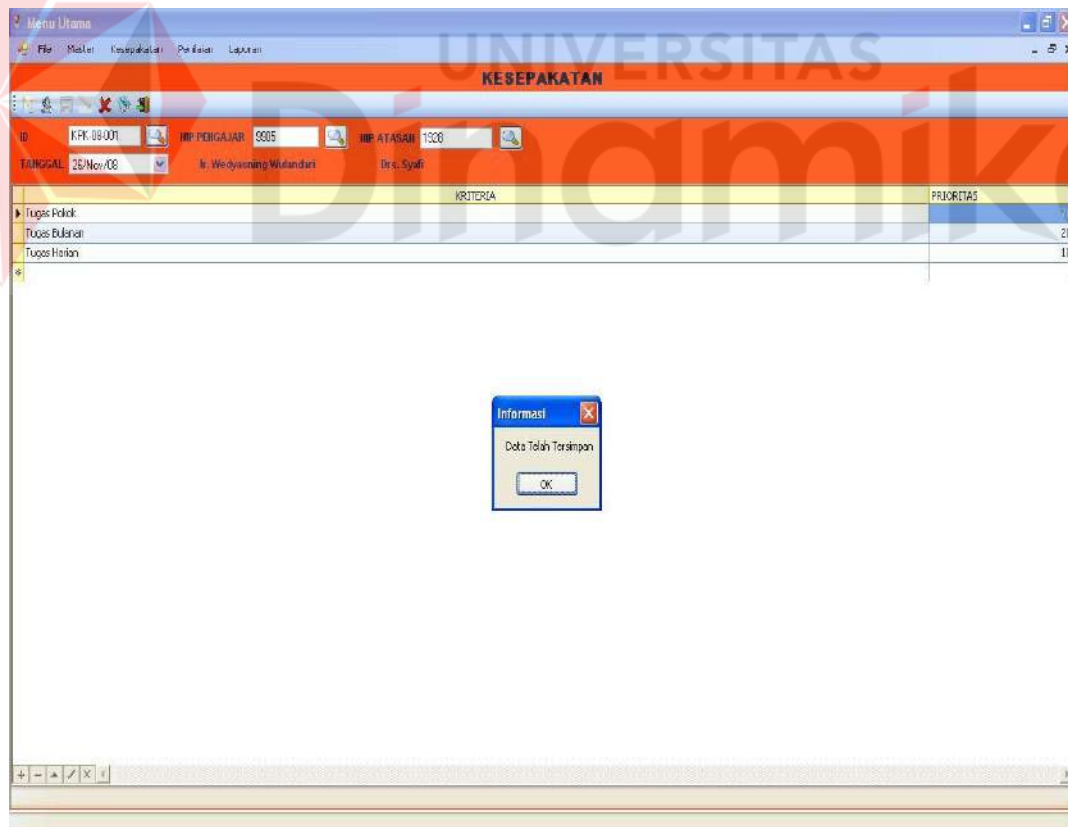 Menu Utama
File Master Kesepakatan Penilaian Laporan
UNIVERSITAS
Dinamika
KESEPAKATAN
ID KPK-08-001 NIP PENGAJAR 9905 NIP ATASAN 1928
TANGGAL 26/Nov/08 Ir. Wedyasning Wulandari Drs. Syafi
KRITERIA PRIORITAS
Tugas Pokok
Tugas Bulanan
Tugas Harian
Informasi
Data Telah Tersimpan
OK